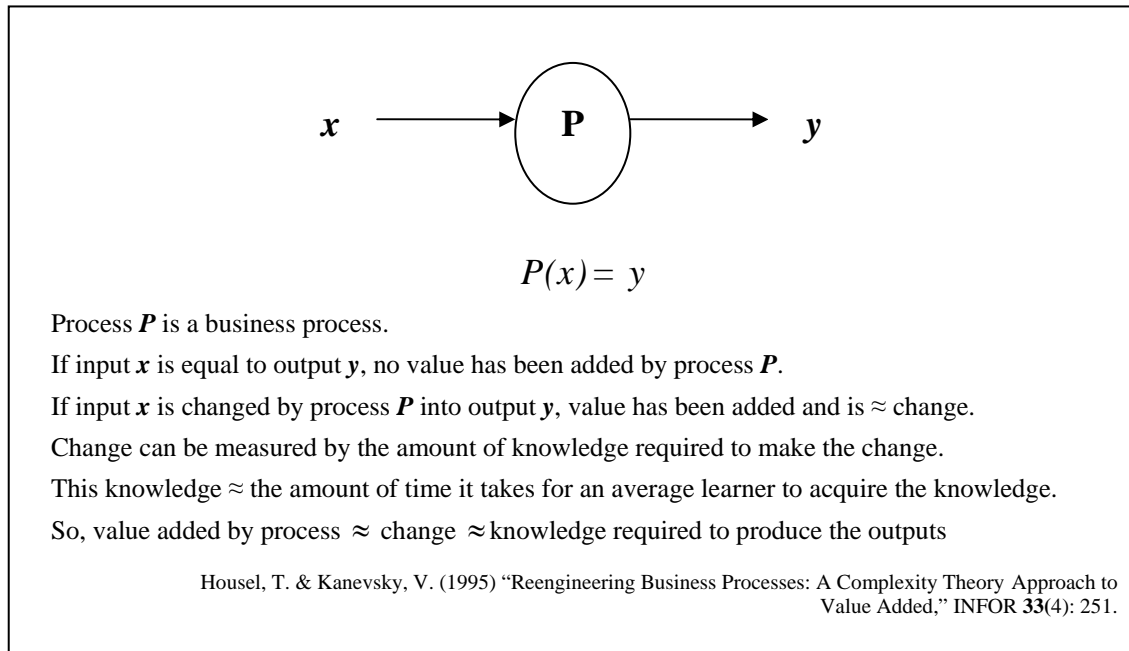 x P y
P(x) = y
Process P is a business process.
If input x is equal to output y, no value has been added by process P.
If input x is changed by process P into output y, value has been added and is ≈ change.
Change can be measured by the amount of knowledge required to make the change.
This knowledge ≈ the amount of time it takes for an average learner to acquire the knowledge.
So, value added by process ≈ change ≈ knowledge required to produce the outputs
Housel, T. & Kanevsky, V. (1995) “Reengineering Business Processes: A Complexity Theory Approach to
Value Added,” INFOR 33(4): 251.